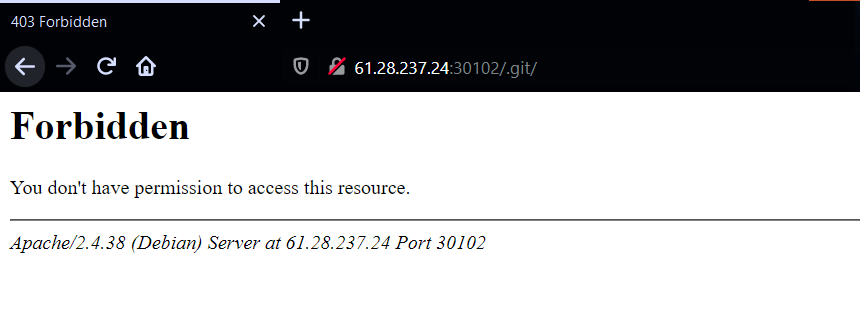 403 Forbidden
61.28.237.24:30102/.git/
Forbidden
You don't have permission to access this resource.
Apache/2.4.38 (Debian) Server at 61.28.237.24 Port 30102